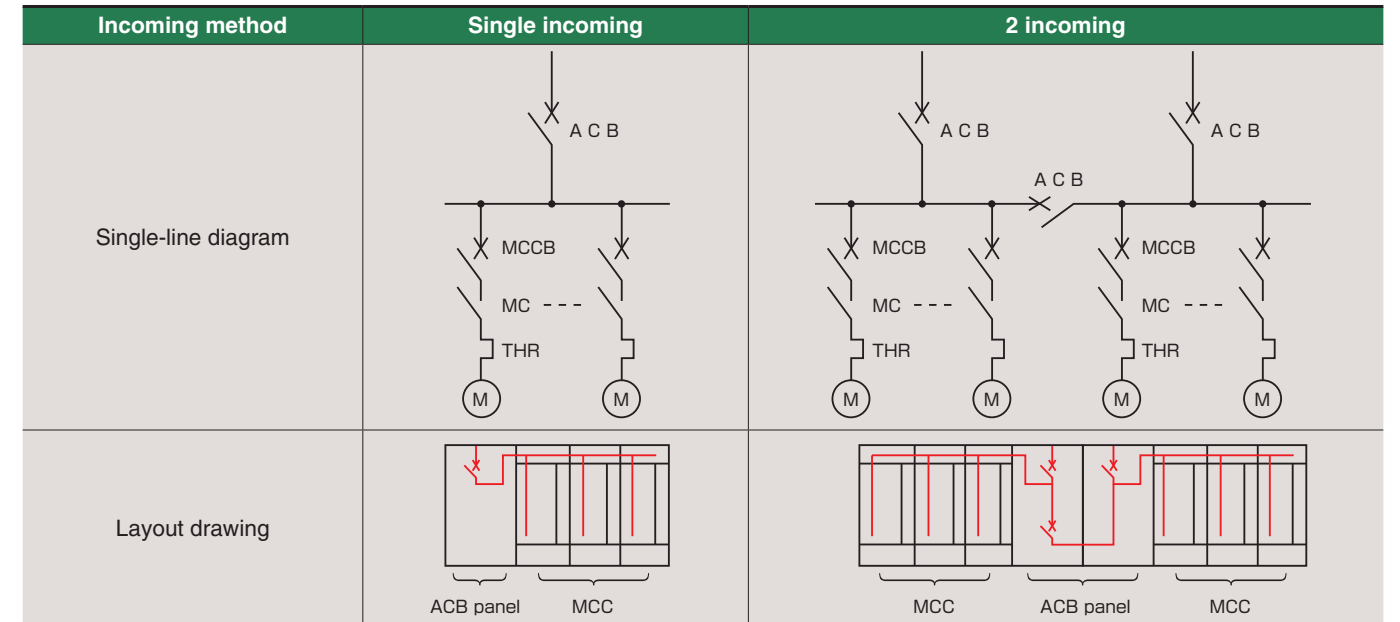 Incoming method
Single incoming
2 incoming
Single-line diagram
A C B
MCCB
MC
THR
M
M
A C B
A C B
A C B
MCCB
MCCB
MC
MC
THR
THR
M
M
M
M
Layout drawing
ACB panel
MCC
MCC
ACB panel
MCC